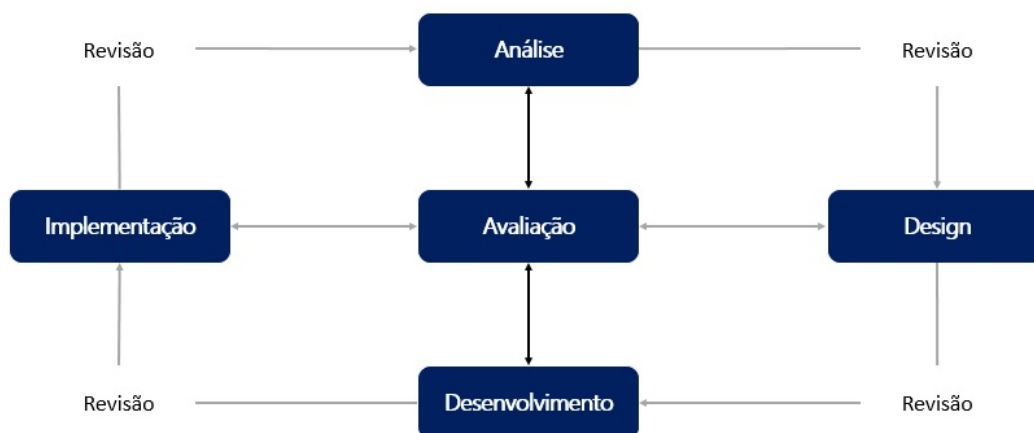 Revisão
Análise
Revisão
Implementação
Avaliação
Design
Revisão
Desenvolvimento
Revisão